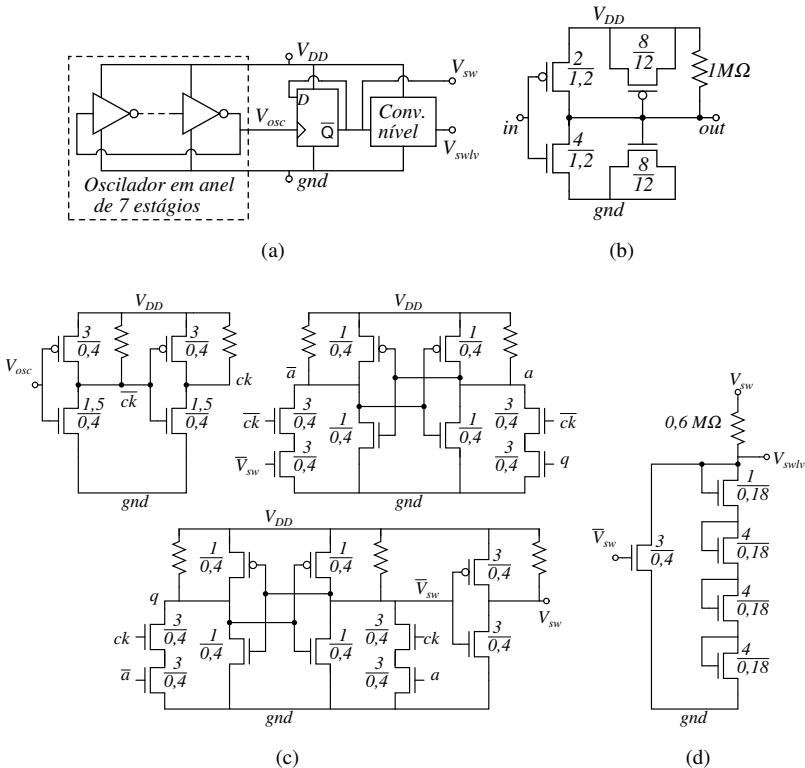 V_DD
D
Q̅
V_osc
Conv.
nível
V_sw
V_swlv
gnd
Oscilador em anel
de 7 estágios
(a)
V_DD
2
1,2
8
12
1MΩ
in
out
4
1,2
8
12
gnd
(b)
V_DD
3
0,4
3
0,4
V_osc
c̅k̅
ck
1,5
0,4
1,5
0,4
gnd
V_DD
1
0,4
1
0,4
a̅
a
c̅k̅
3
0,4
1
0,4
1
0,4
3
0,4
c̅k̅
V̅_sw
3
0,4
3
0,4
q
gnd
V_DD
1
0,4
1
0,4
3
0,4
q
V̅_sw
V_sw
ck
3
0,4
1
0,4
1
0,4
3
0,4
ck
3
0,4
a̅
3
0,4
3
0,4
a
gnd
(c)
V_sw
0,6 MΩ
V_swlv
1
0,18
V̅_sw
3
0,4
4
0,18
4
0,18
4
0,18
gnd
(d)